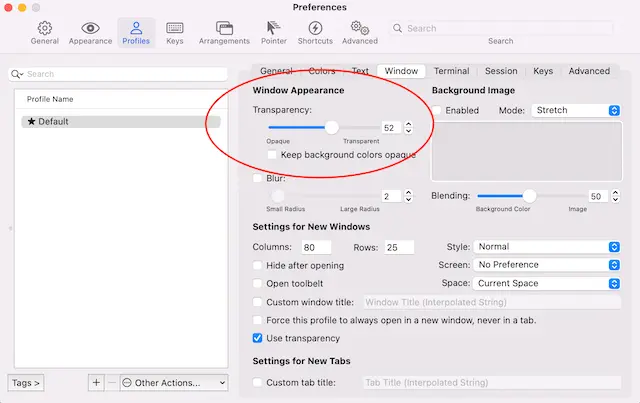 Preferences
General Appearance Profiles Keys Arrangements Pointer Shortcuts Advanced
Search
Search
Search
Profile Name
★ Default
Tags >
+ − Other Actions...
General Colors Text Window Terminal Session Keys Advanced
Window Appearance
Transparency:
52
Opaque Transparent
Keep background colors opaque
Blur:
2
Small Radius Large Radius
Background Image
Enabled Mode: Stretch
Blending: 50
Background Color Image
Settings for New Windows
Columns: 80 Rows: 25 Style: Normal
Hide after opening Screen: No Preference
Open toolbelt Space: Current Space
Custom window title: Window Title (Interpolated String)
Force this profile to always open in a new window, never in a tab.
Use transparency
Settings for New Tabs
Custom tab title: Tab Title (Interpolated String)